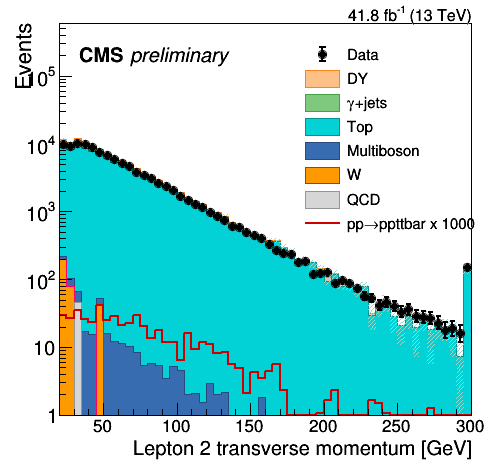 41.8 fb⁻¹ (13 TeV)
Events
CMS preliminary
Data
DY
γ+jets
Top
Multiboson
W
QCD
pp→ppttbar x 1000
10⁵
10⁴
10³
10²
10
1
50 100 150 200 250 300
Lepton 2 transverse momentum [GeV]